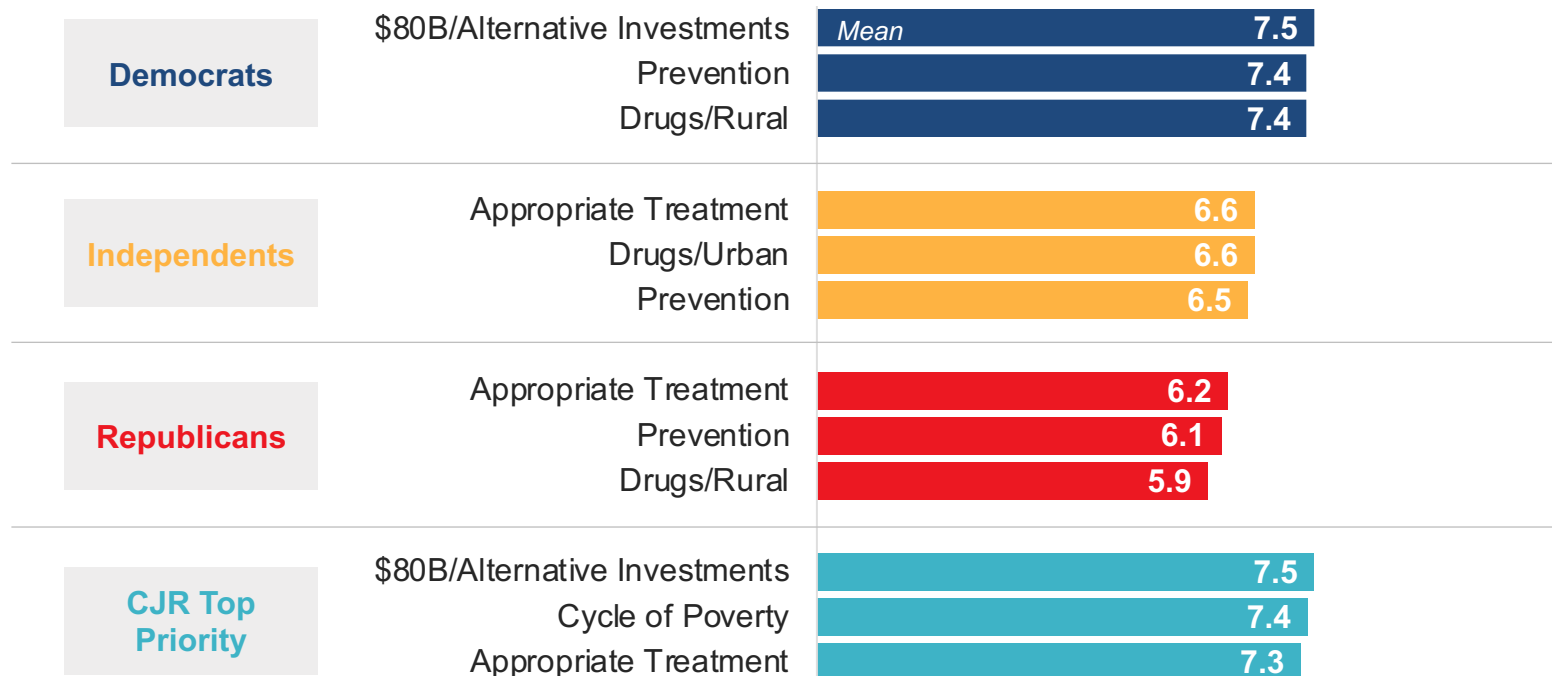 Democrats
$80B/Alternative Investments Mean 7.5
Prevention 7.4
Drugs/Rural 7.4
Independents
Appropriate Treatment 6.6
Drugs/Urban 6.6
Prevention 6.5
Republicans
Appropriate Treatment 6.2
Prevention 6.1
Drugs/Rural 5.9
CJR Top
Priority
$80B/Alternative Investments 7.5
Cycle of Poverty 7.4
Appropriate Treatment 7.3